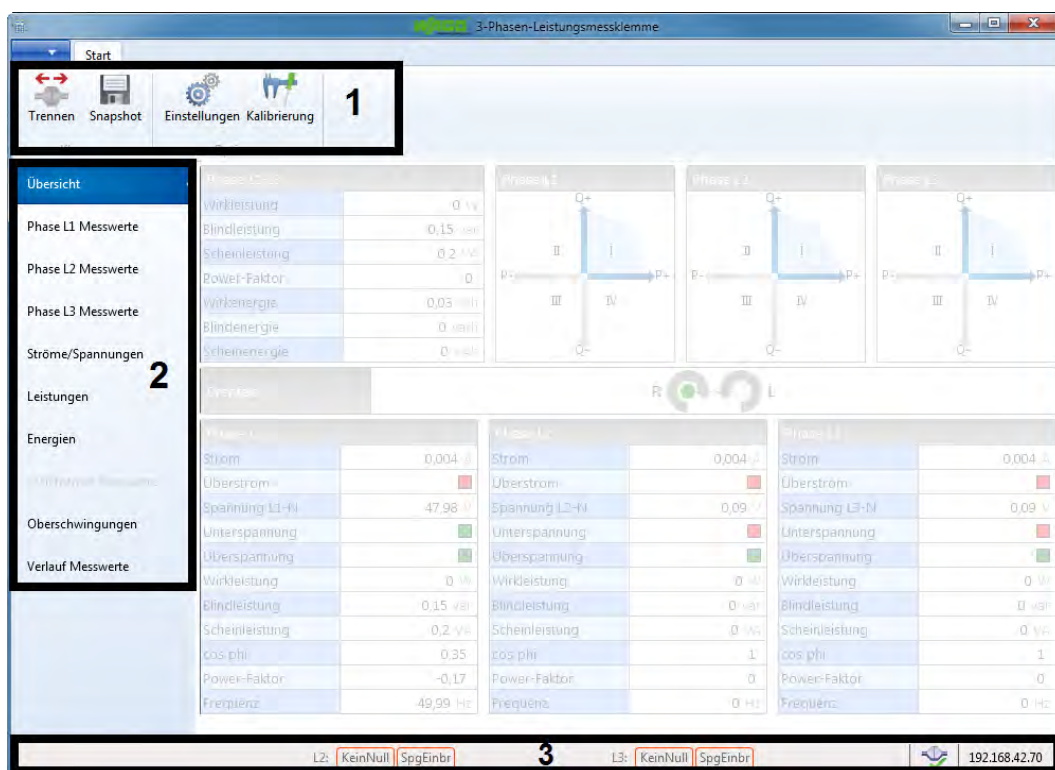 3-Phasen-Leistungsmessklemme
Start
Trennen Snapshot Einstellungen Kalibrierung
1
Übersicht
Phase L1 Messwerte
Phase L2 Messwerte
Phase L3 Messwerte
Ströme/Spannungen
2
Leistungen
Energien
Oberschwingungen
Verlauf Messwerte
Phase L1 Phase L2
Wirkleistung 0 W
Blindleistung 0,15 var
Scheinleistung 0,2 VA
Power-Faktor 0
Wirkenergie 0,03
Blindenergie 0 varh
Scheinenergie 0
Q+ Q+ Q+
II I II I II I
P- P+ P- P+ P- P+
III IV III IV III IV
Q- Q- Q-
R L
Strom 0,004 A Strom 0,004 A Strom 0,004
Überstrom Überstrom Überstrom
Spannung L1-N 47,98 V Spannung L2-N 0,09 V Spannung L3-N 0,09 V
Unterspannung Unterspannung Unterspannung
Überspannung Überspannung Überspannung
Wirkleistung 0 W Wirkleistung 0 W Wirkleistung 0 W
Blindleistung 0,15 var Blindleistung 0 var Blindleistung 0 var
Scheinleistung 0,2 VA Scheinleistung 0 VA Scheinleistung 0 VA
cos phi 0,35 cos phi 1 cos phi 1
Power-Faktor -0,17 Power-Faktor 0 Power-Faktor 0
Frequenz 49,99 Hz Frequenz 0 Hz Frequenz 0 Hz
L2: KeinNull SpgEinbr 3 L3: KeinNull SpgEinbr 192.168.42.70